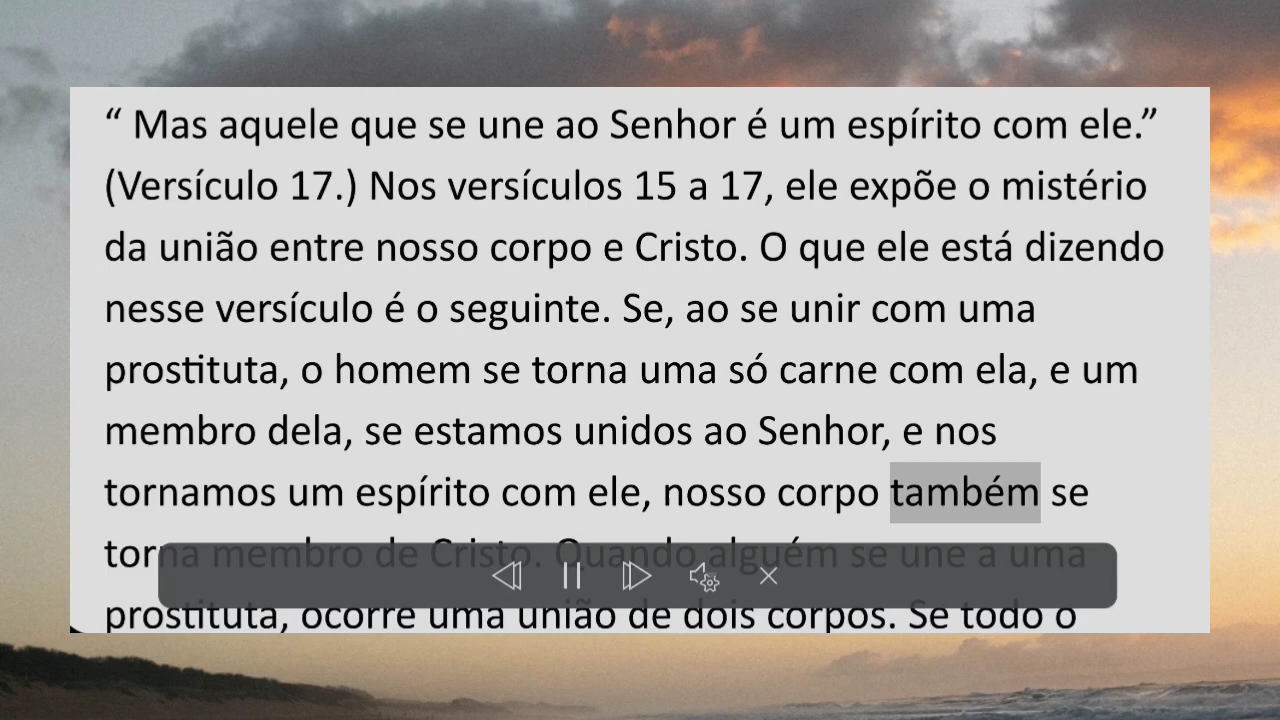 “ Mas aquele que se une ao Senhor é um espírito com ele.”
(Versículo 17.) Nos versículos 15 a 17, ele expõe o mistério
da união entre nosso corpo e Cristo. O que ele está dizendo
nesse versículo é o seguinte. Se, ao se unir com uma
prostituta, o homem se torna uma só carne com ela, e um
membro dela, se estamos unidos ao Senhor, e nos
tornamos um espírito com ele, nosso corpo também se
torna membro de Cristo. Quando alguém se une a uma
prostituta, ocorre uma união de dois corpos. Se todo o